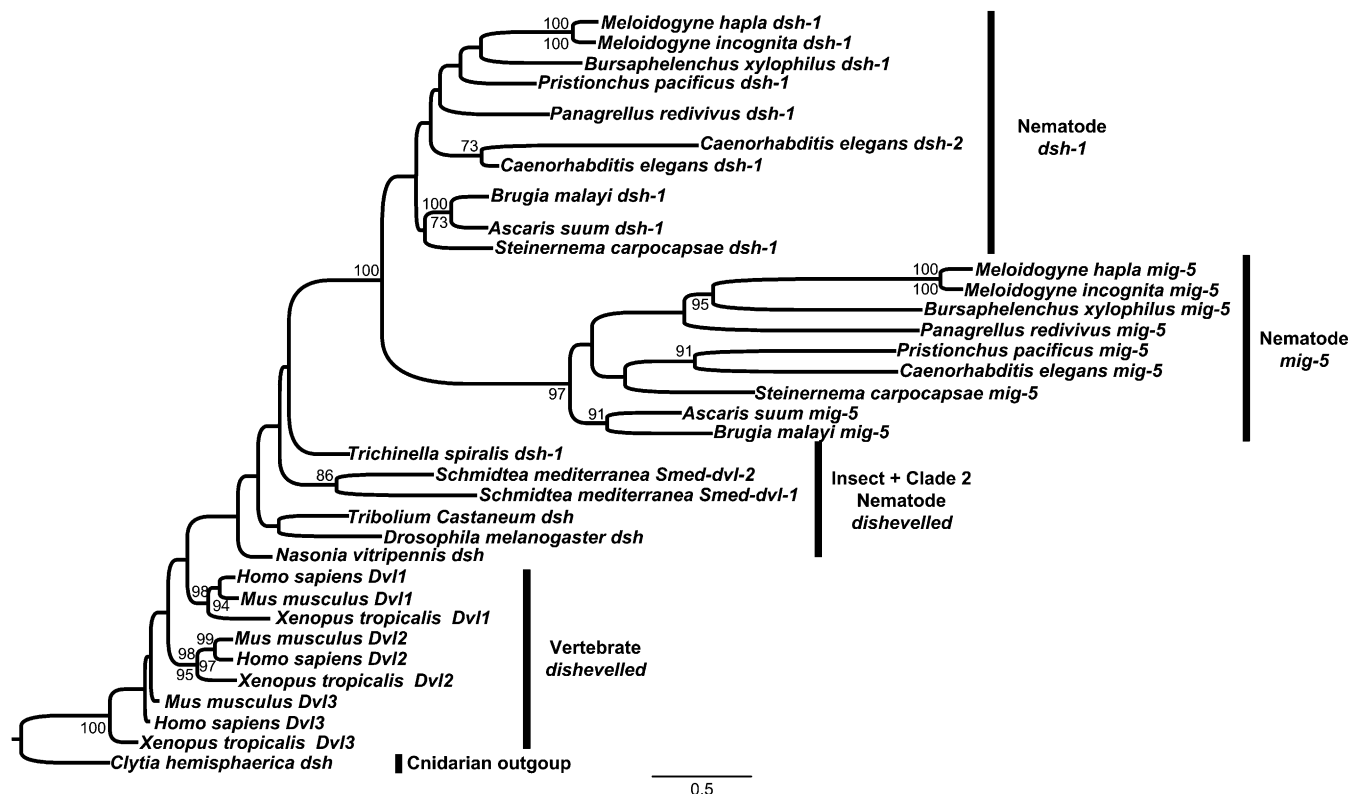 100
Meloidogyne hapla dsh-1
100
Meloidogyne incognita dsh-1
Bursaphelenchus xylophilus dsh-1
Pristionchus pacificus dsh-1
Panagrellus redivivus dsh-1
73
Caenorhabditis elegans dsh-2
Caenorhabditis elegans dsh-1
Nematode
dsh-1
100
Brugia malayi dsh-1
73
Ascaris suum dsh-1
Steinernema carpocapsae dsh-1
100
100
Meloidogyne hapla mig-5
100
Meloidogyne incognita mig-5
95
Bursaphelenchus xylophilus mig-5
Panagrellus redivivus mig-5
91
Pristionchus pacificus mig-5
Caenorhabditis elegans mig-5
Nematode
mig-5
97
Steinernema carpocapsae mig-5
91
Ascaris suum mig-5
Brugia malayi mig-5
Trichinella spiralis dsh-1
86
Schmidtea mediterranea Smed-dvl-2
Schmidtea mediterranea Smed-dvl-1
Tribolium Castaneum dsh
Drosophila melanogaster dsh
Nasonia vitripennis dsh
Insect + Clade 2
Nematode
dishevelled
98
Homo sapiens Dvl1
94
Mus musculus Dvl1
Xenopus tropicalis Dvl1
99
Mus musculus Dvl2
98
97
Homo sapiens Dvl2
95
Xenopus tropicalis Dvl2
Mus musculus Dvl3
Homo sapiens Dvl3
100
Xenopus tropicalis Dvl3
Vertebrate
dishevelled
Clytia hemisphaerica dsh
Cnidarian outgoup
0.5